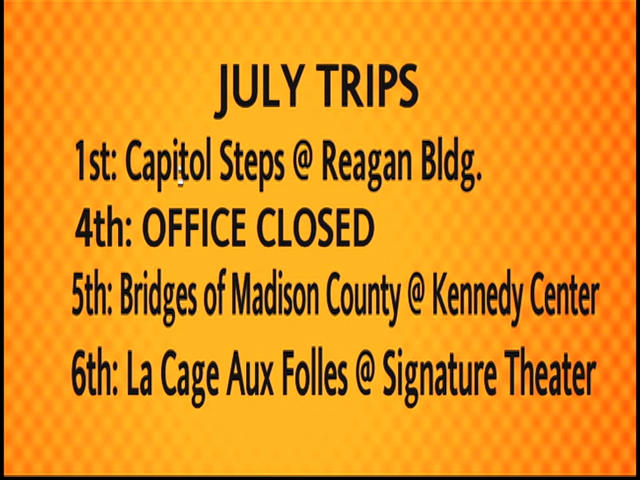 JULY TRIPS
1st: Capitol Steps @ Reagan Bldg.
4th: OFFICE CLOSED
5th: Bridges of Madison County @ Kennedy Center
6th: La Cage Aux Folles @ Signature Theater